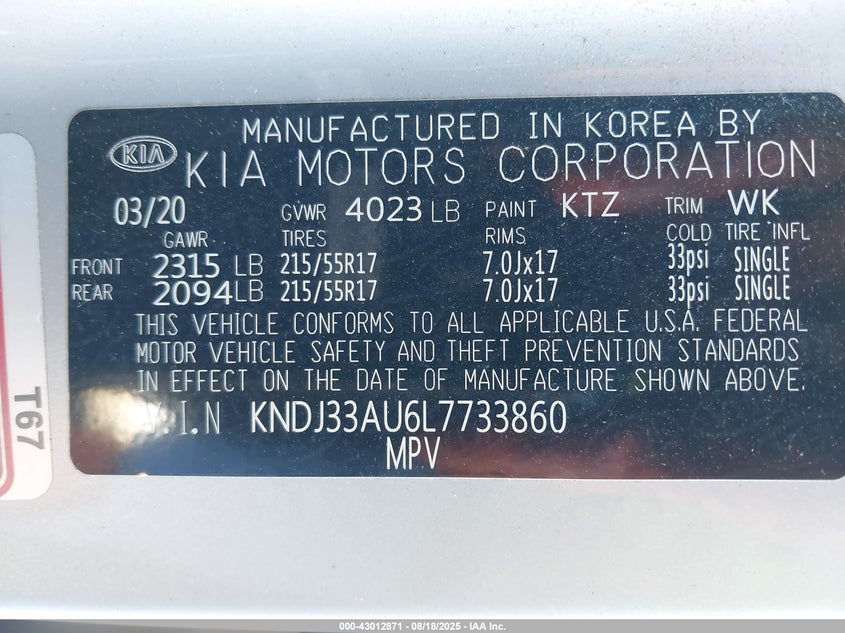 MANUFACTURED IN KOREA BY
KIA KIA MOTORS CORPORATION
03/20 GVWR 4023 LB PAINT KTZ TRIM WK
GAWR TIRES RIMS COLD TIRE INFL
FRONT 2315 LB 215/55R17 7.0Jx17 33psi SINGLE
REAR 2094 LB 215/55R17 7.0Jx17 33psi SINGLE
THIS VEHICLE CONFORMS TO ALL APPLICABLE U.S.A. FEDERAL
MOTOR VEHICLE SAFETY AND THEFT PREVENTION STANDARDS
IN EFFECT ON THE DATE OF MANUFACTURE SHOWN ABOVE.
V.I.N KNDJ33AU6L7733860
MPV
T67
000-43012871 - 08/18/2025 - IAA Inc.